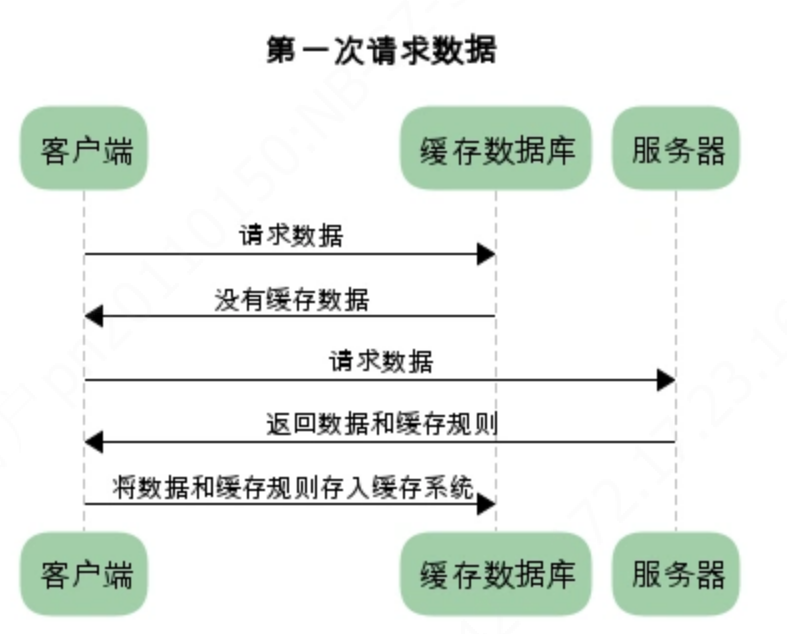 第一次请求数据
客户端 缓存数据库 服务器
请求数据
没有缓存数据
请求数据
返回数据和缓存规则
将数据和缓存规则存入缓存系统
客户端 缓存数据库 服务器